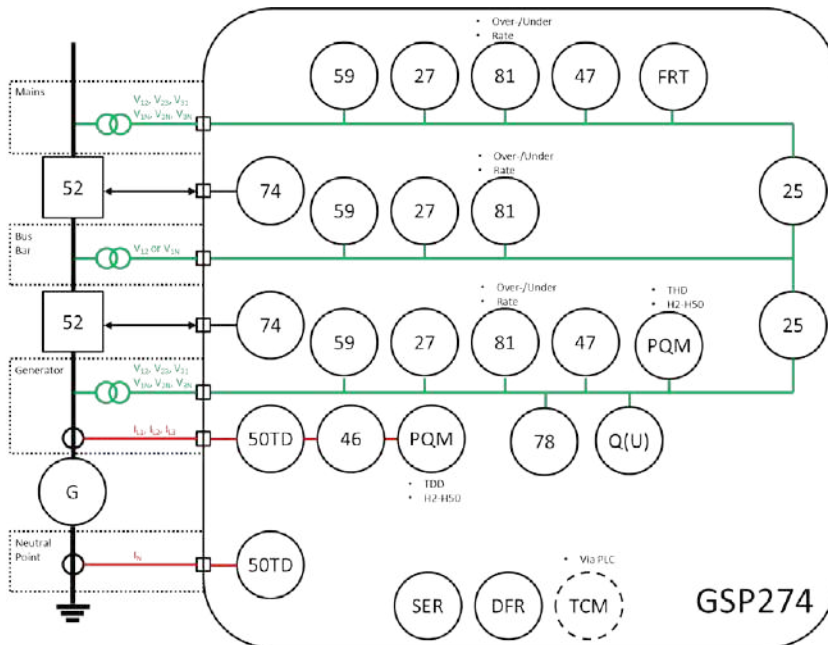 • Over-/Under
• Rate
59 27 81 47 FRT
Mains
V12, V23, V31
V1N, V2N, V3N
52 74
• Over-/Under
• Rate
59 27 81 25
Bus
Bar
V12 or V1N
52 74
• Over-/Under
• Rate
• THD
• H2-H50
59 27 81 47 PQM 25
Generator
V12, V23, V31
V1N, V2N, V3N
IL1, IL2, IL3
50TD 46 PQM 78 Q(U)
• TDD
• H2-H50
G
Neutral
Point
IN
50TD
• Via PLC
SER DFR TCM
GSP274